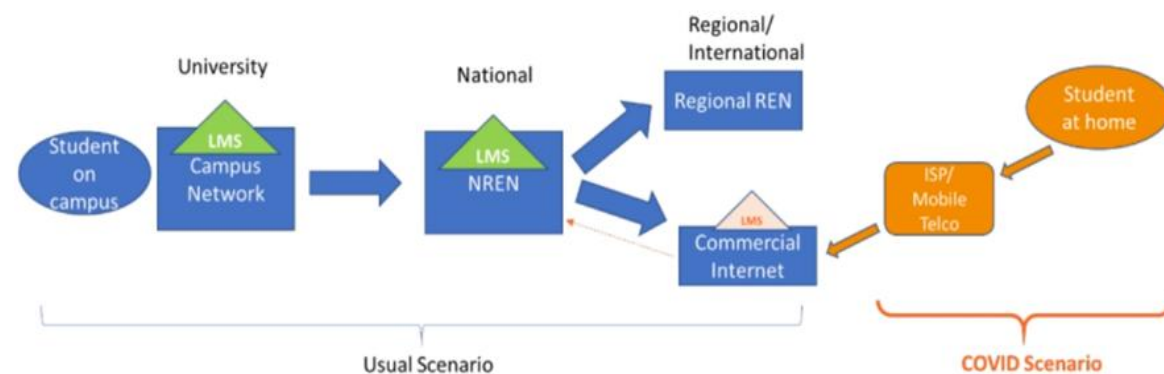 University
National
Regional/
International
Student
on
campus
LMS
Campus
Network
LMS
NREN
Regional REN
LMS
Commercial
Internet
Student
at home
ISP/
Mobile
Telco
Usual Scenario
COVID Scenario